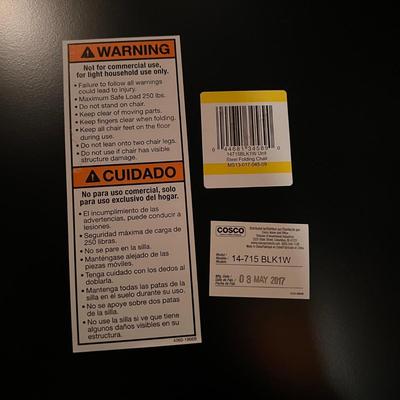 WARNING
Not for commercial use,
for light household use only.
• Failure to follow all warnings
could lead to injury.
• Maximum Safe Load 250 lbs.
• Do not stand on chair.
• Keep clear of moving parts.
• Keep fingers clear when folding.
• Keep all chair feet on the floor
during use.
• Do not lean onto two chair legs.
• Do not use if chair has visible
structure damage.
CUIDADO
No para uso comercial, solo
para uso exclusivo del hogar.
• El incumplimiento de las
advertencias, puede conducir a
lesiones.
• Seguridad máxima de carga de
250 libras.
• No se pare en la silla.
• Manténgase alejado de las
piezas móviles.
• Tenga cuidado con los dedos al
doblarla.
• Mantenga todas las patas de la
silla en el suelo durante su uso.
• No se apoye sobre dos patas
de la silla.
• No use la silla si ve que tiene
algunos daños visibles en su
estructura.
0 44681 34585 0
14715BLK1W Unit
Steel Folding Chair
COSCO
Model /
14-715 BLK1W
03 MAY 2017